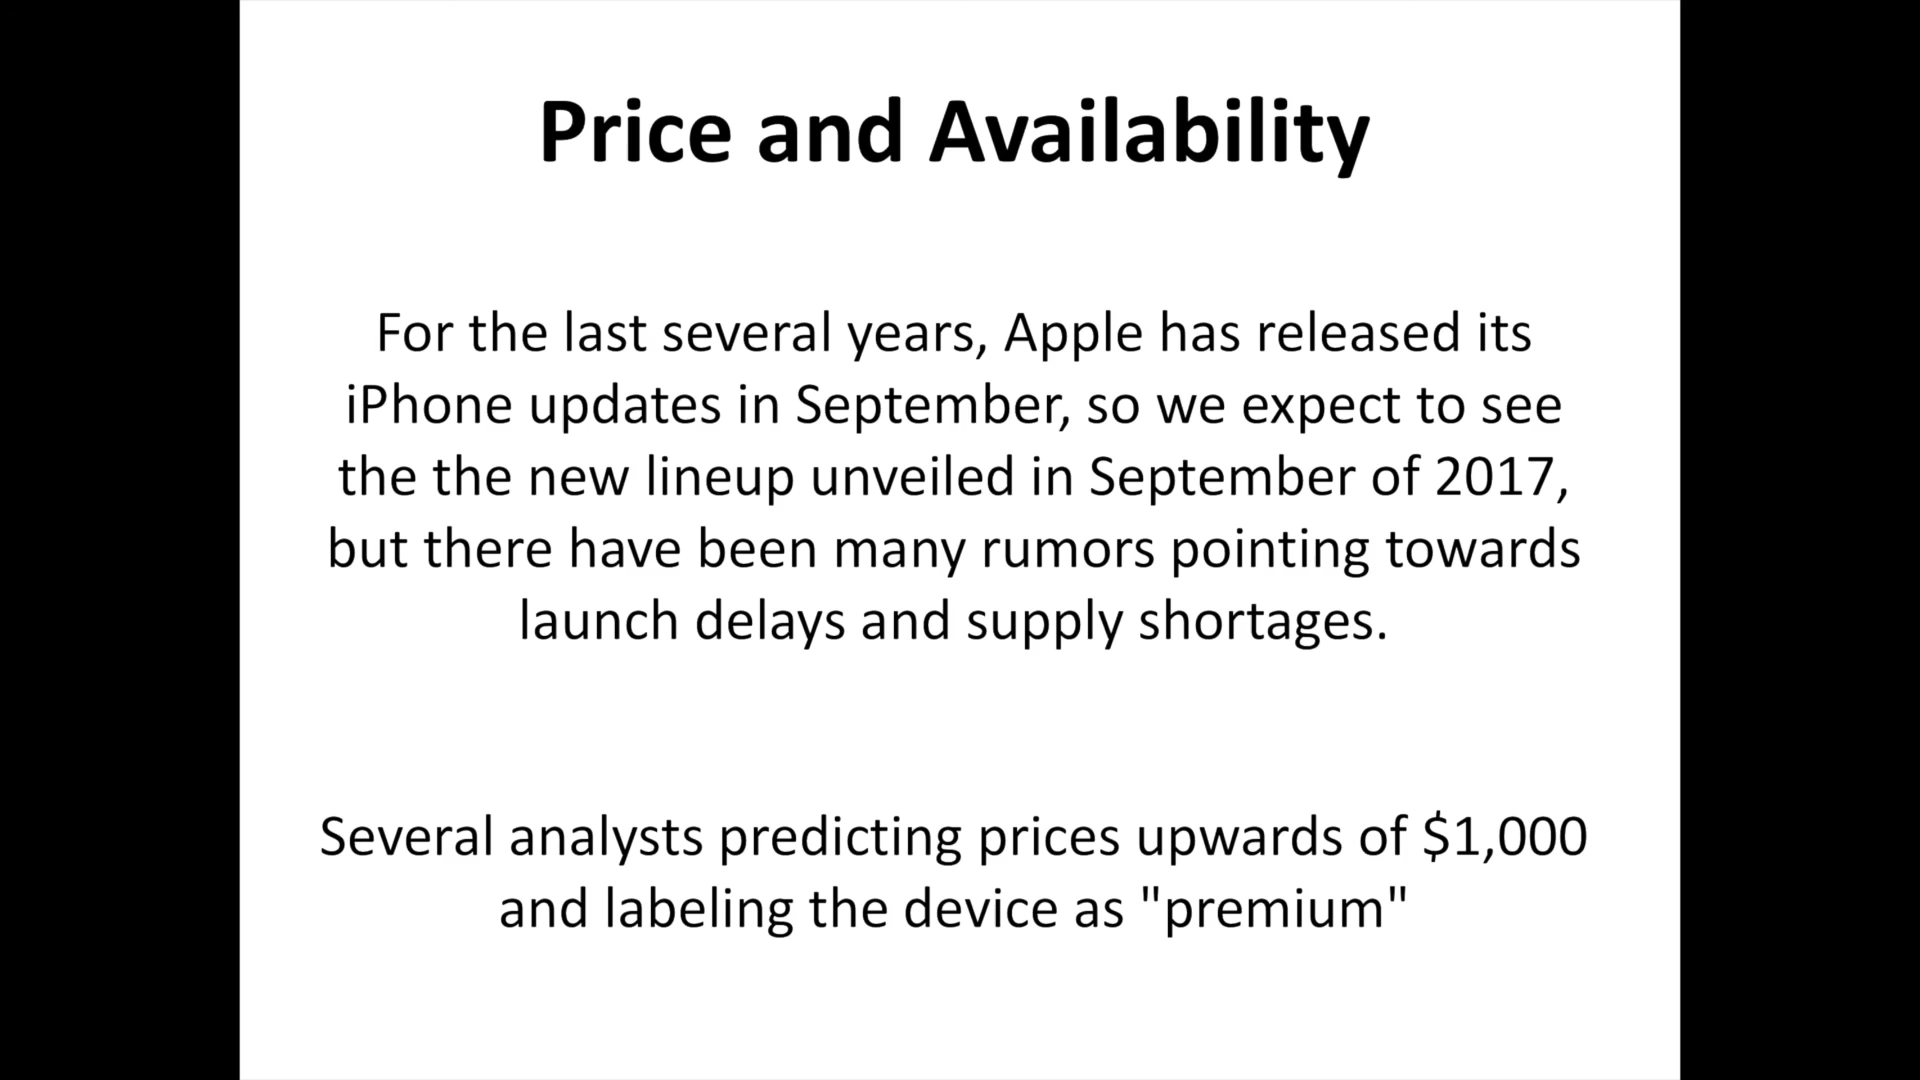 Price and Availability
For the last several years, Apple has released its
iPhone updates in September, so we expect to see
the the new lineup unveiled in September of 2017,
but there have been many rumors pointing towards
launch delays and supply shortages.
Several analysts predicting prices upwards of $1,000
and labeling the device as "premium"